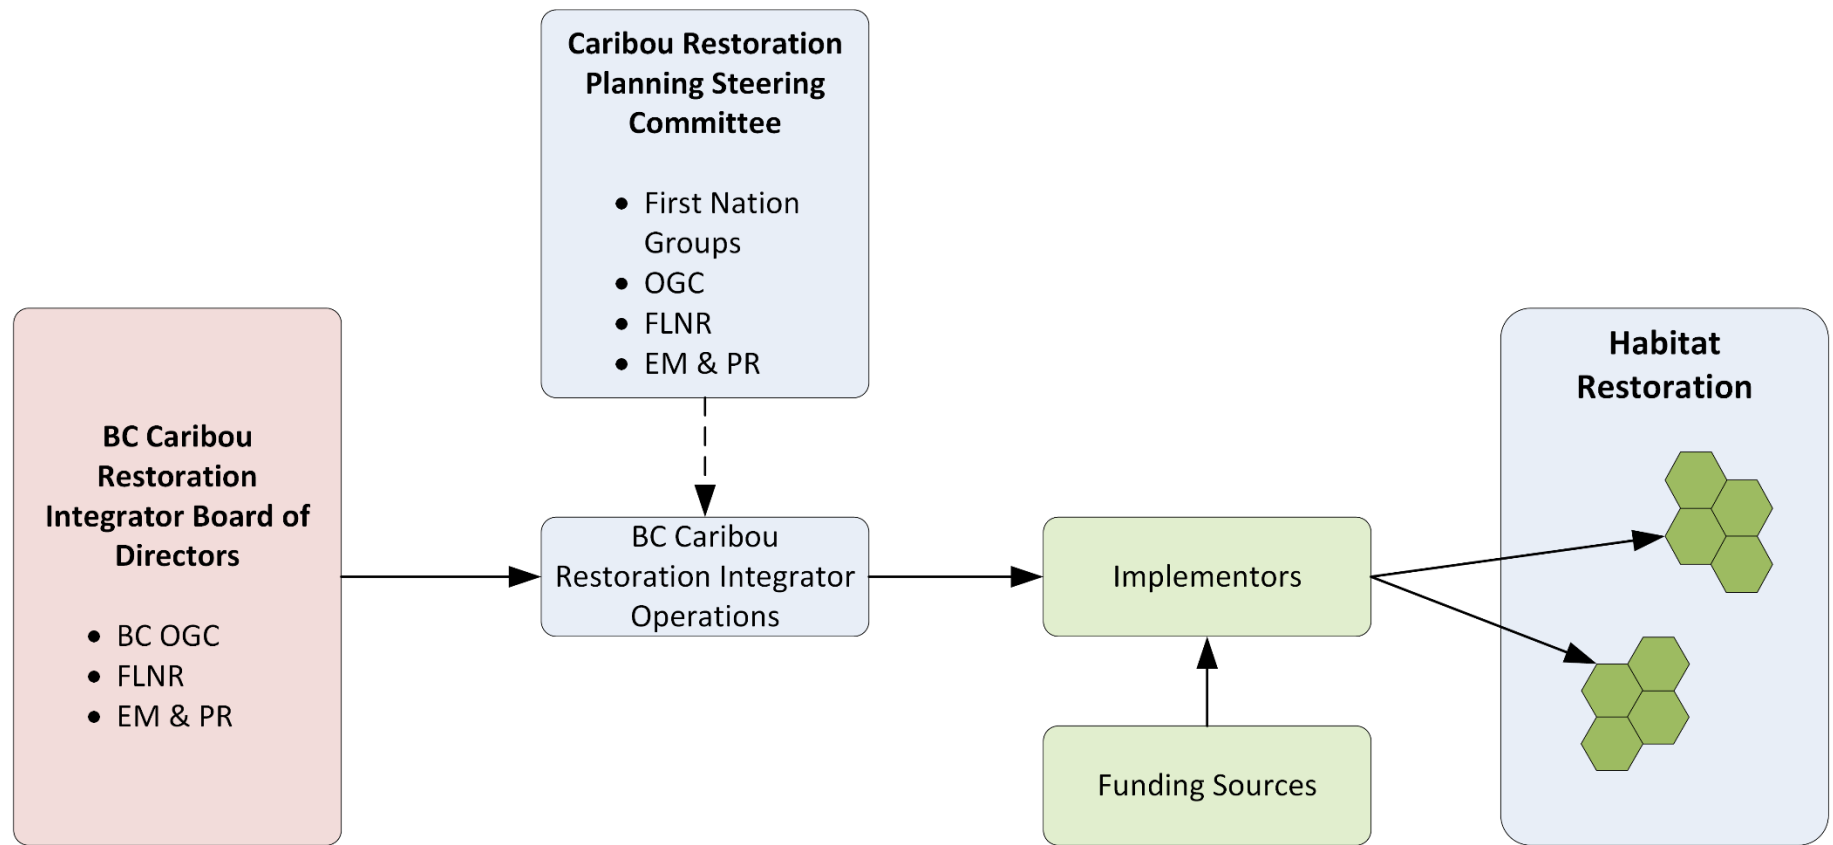 Caribou Restoration
Planning Steering
Committee
• First Nation
Groups
• OGC
• FLNR
• EM & PR
BC Caribou
Restoration
Integrator Board of
Directors
• BC OGC
• FLNR
• EM & PR
BC Caribou
Restoration Integrator
Operations
Implementors
Funding Sources
Habitat
Restoration